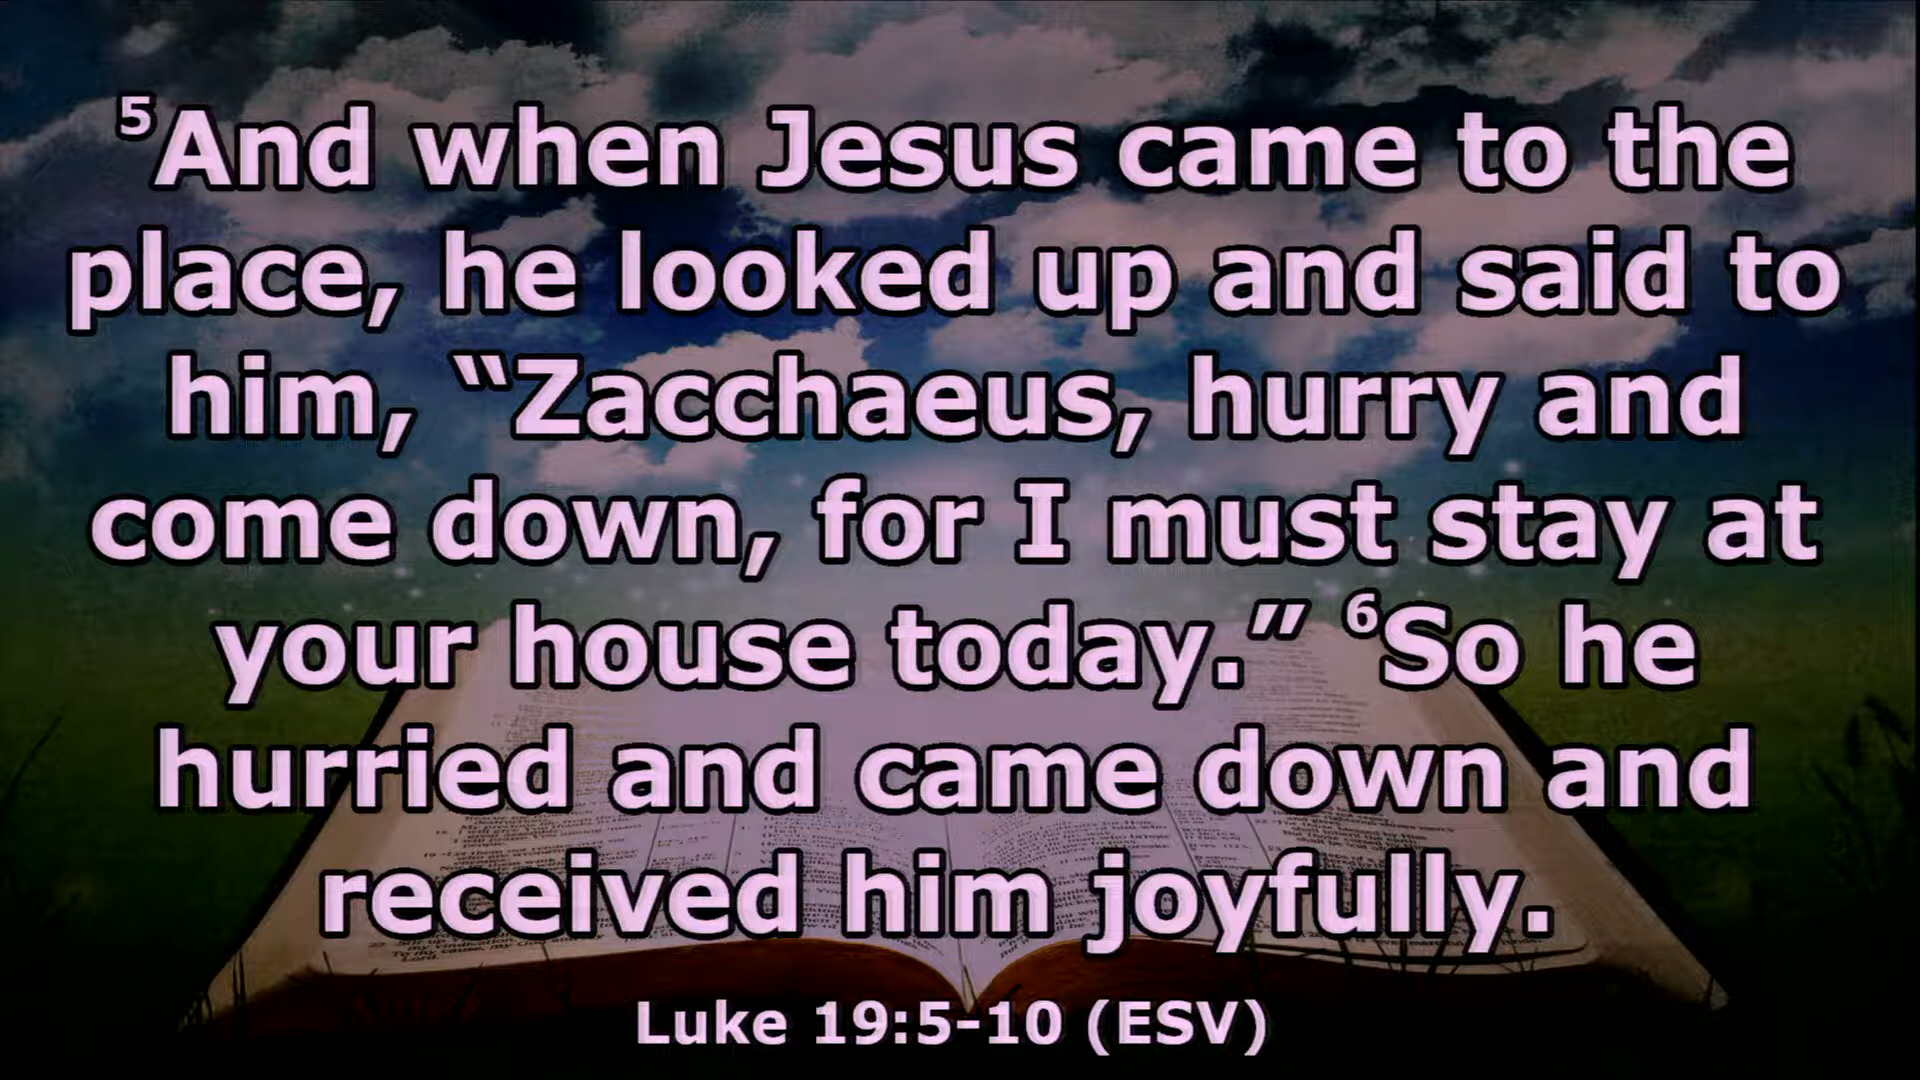 ⁵And when Jesus came to the
place, he looked up and said to
him, “Zacchaeus, hurry and
come down, for I must stay at
your house today.” ⁶So he
hurried and came down and
received him joyfully.
Luke 19:5-10 (ESV)